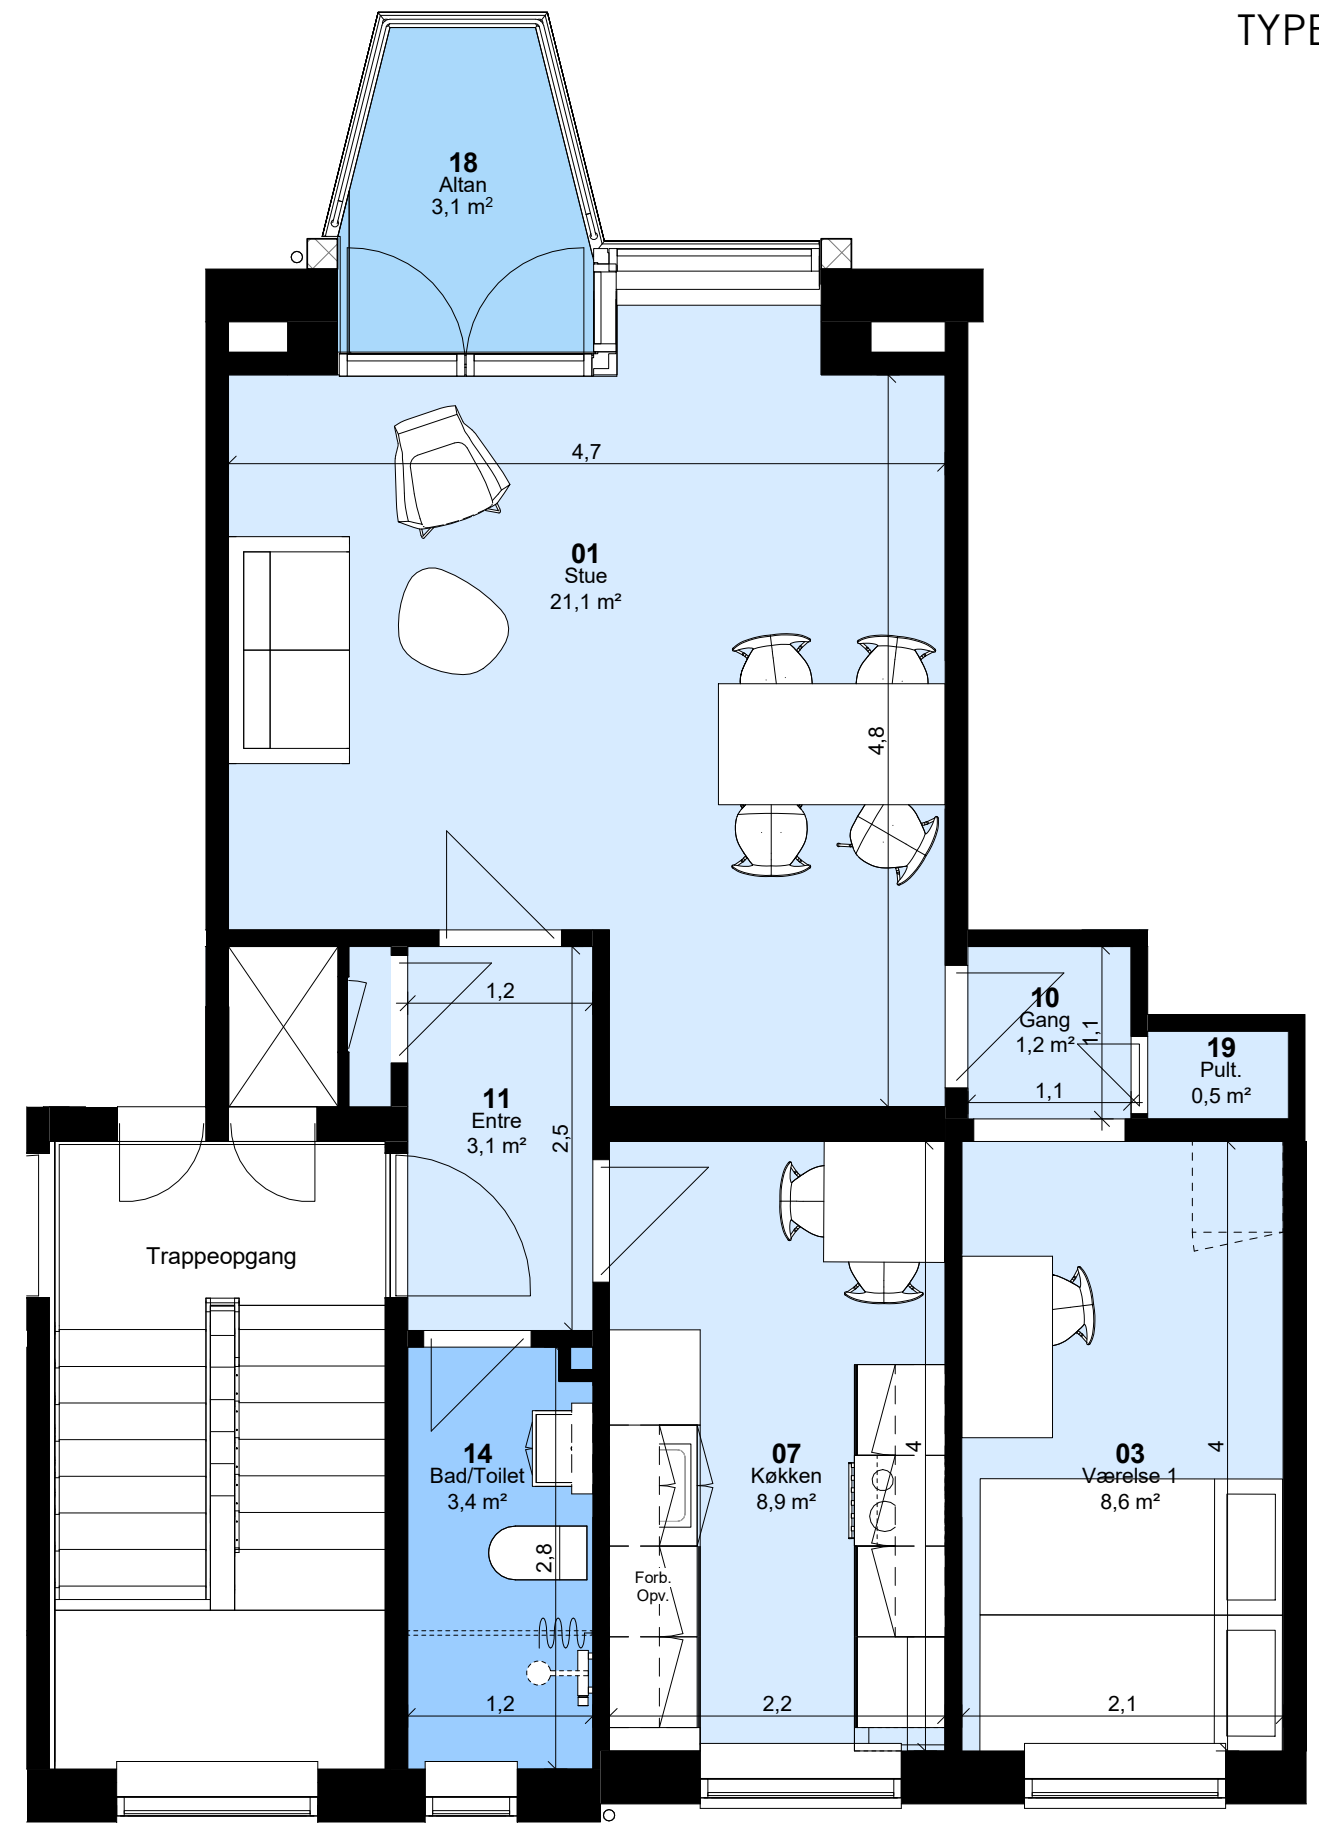 TYPE
18
Altan
3,1 m²
4,7
01
Stue
21,1 m²
4,8
1,2
10
Gang
1,2 m²
1,1
1,1
19
Pult.
0,5 m²
11
Entre
3,1 m²
2,5
Trappeopgang
14
Bad/Toilet
3,4 m²
2,8
1,2
07
Køkken
8,9 m²
4
Forb.
Opv.
2,2
03
Værelse 1
8,6 m²
4
2,1